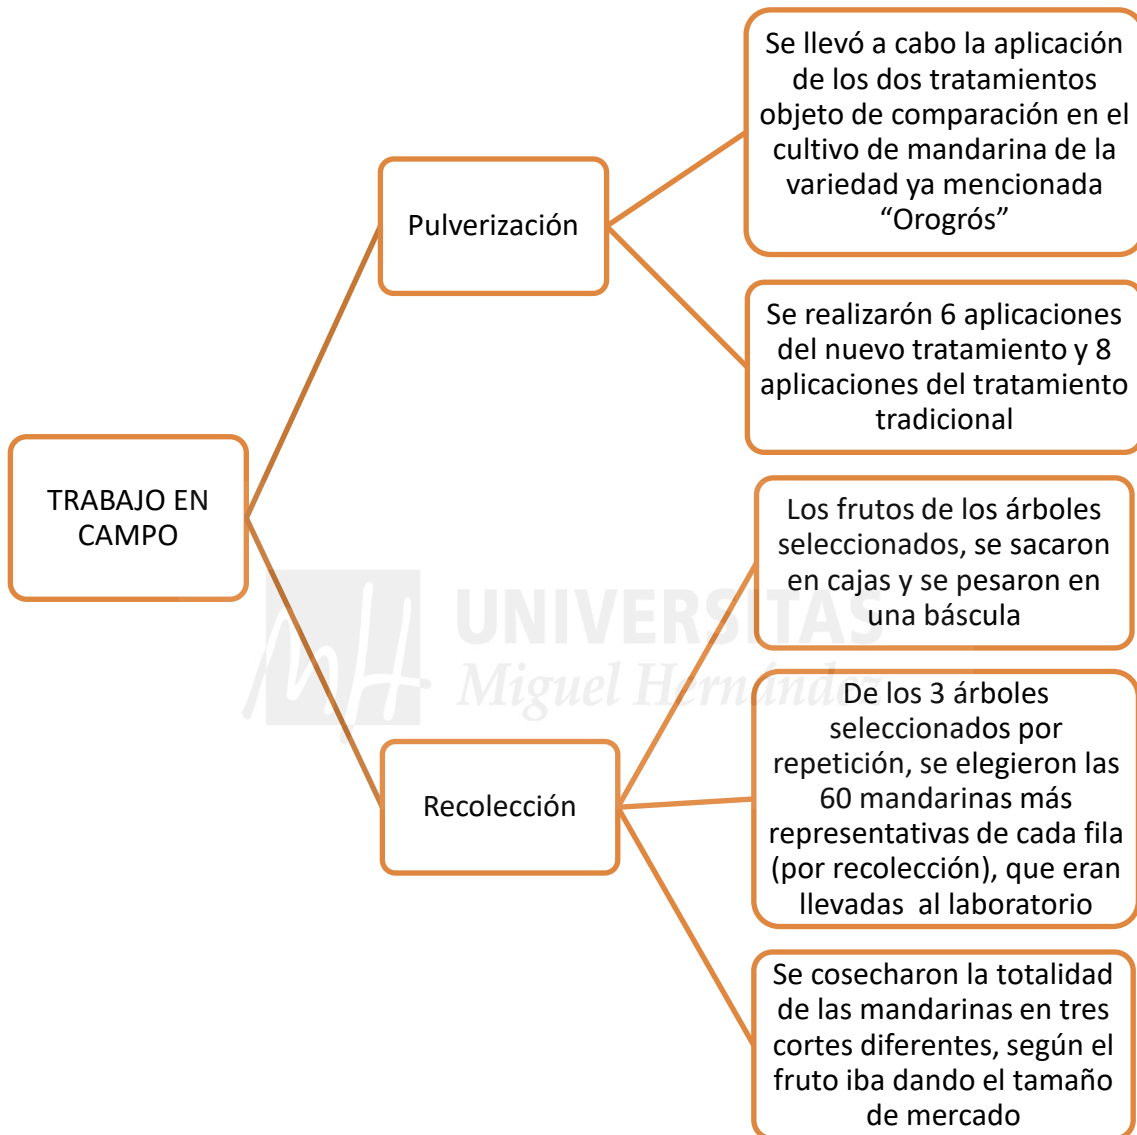 Se llevó a cabo la aplicación
de los dos tratamientos
objeto de comparación en el
cultivo de mandarina de la
variedad ya mencionada
“Orogrós”
Pulverización
Se realizarón 6 aplicaciones
del nuevo tratamiento y 8
aplicaciones del tratamiento
tradicional
TRABAJO EN
CAMPO
Los frutos de los árboles
seleccionados, se sacaron
en cajas y se pesaron en
una báscula
UNIVERSITAS
Miguel Hernández
De los 3 árboles
seleccionados por
repetición, se elegieron las
60 mandarinas más
representativas de cada fila
(por recolección), que eran
llevadas al laboratorio
Recolección
Se cosecharon la totalidad
de las mandarinas en tres
cortes diferentes, según el
fruto iba dando el tamaño
de mercado